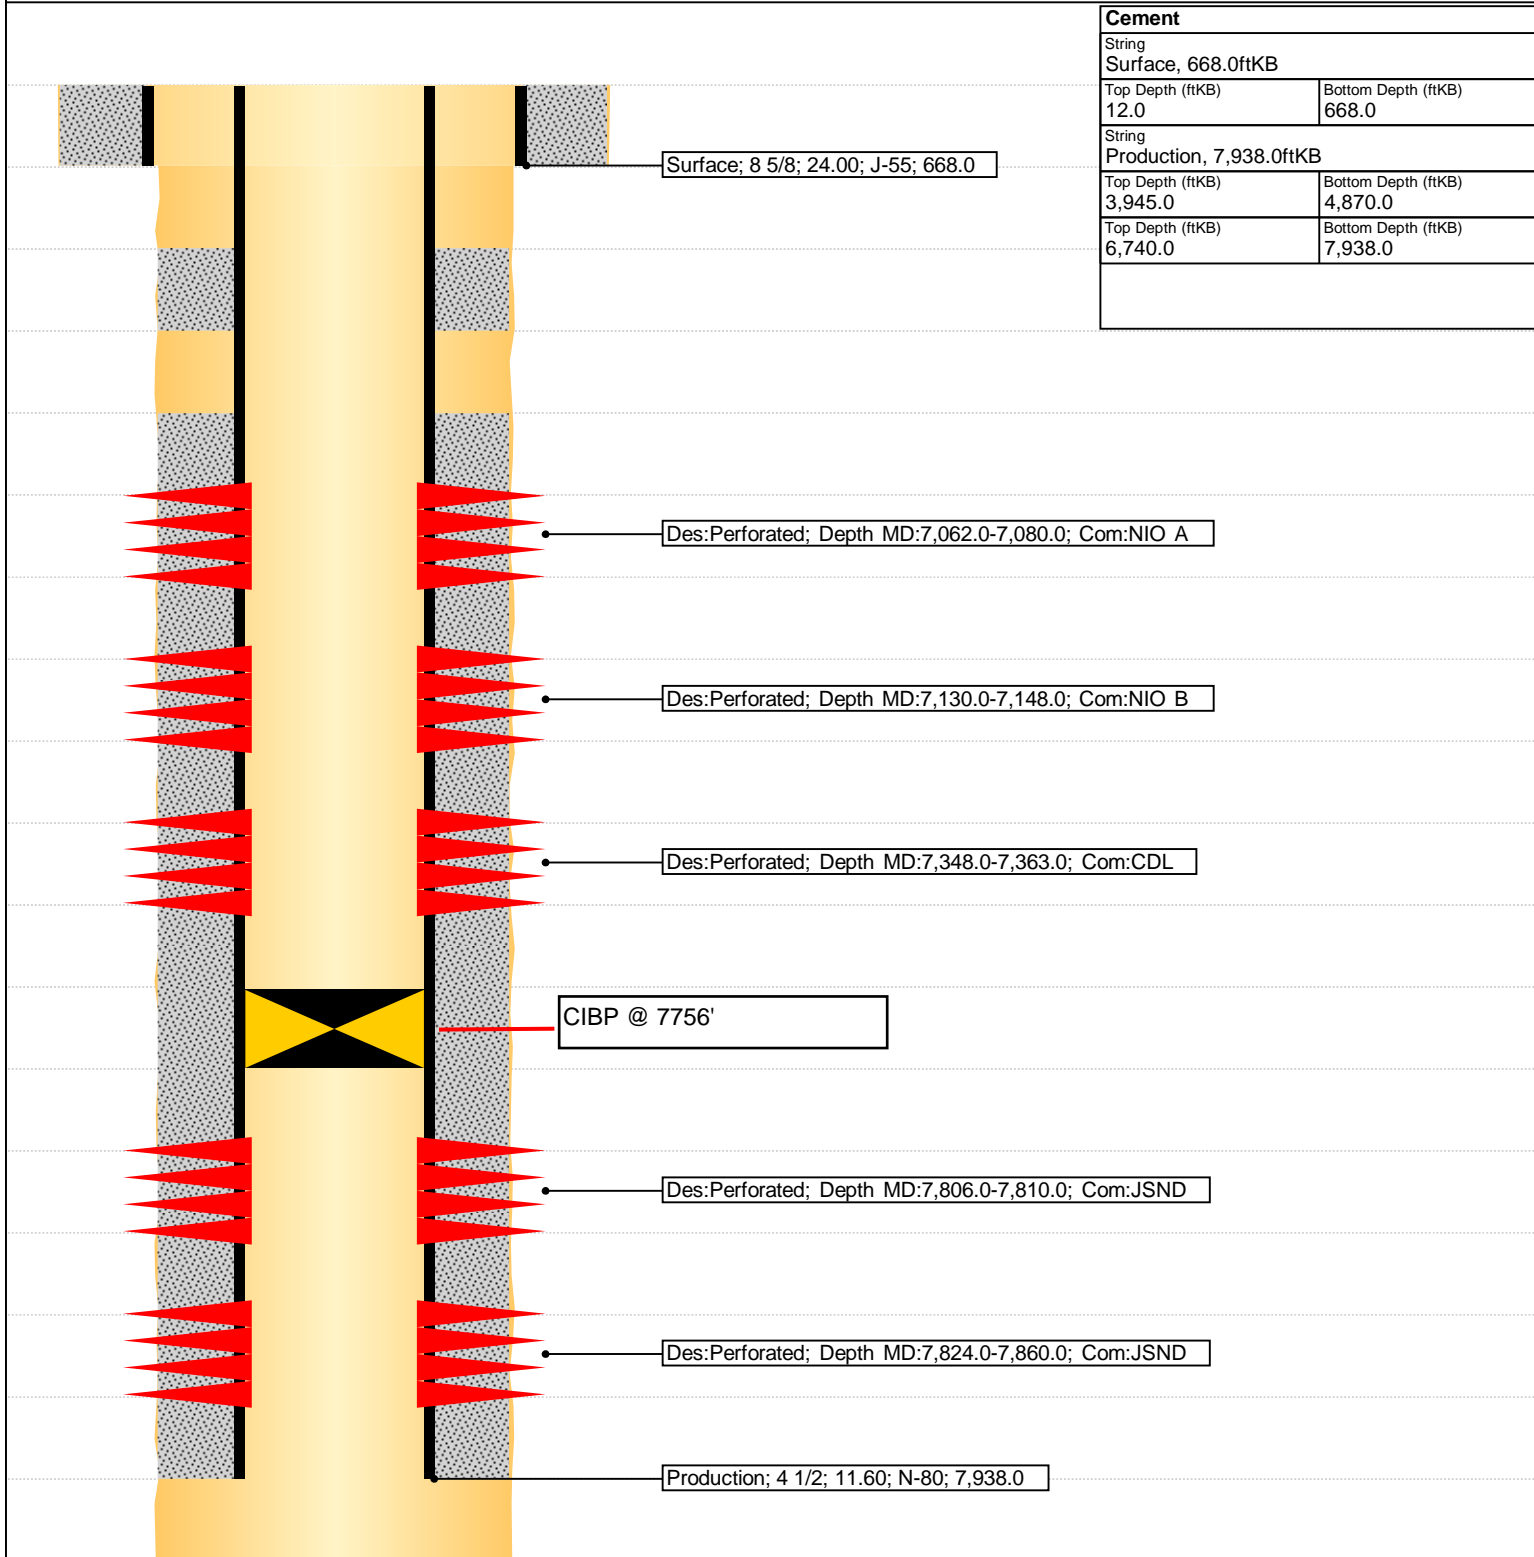 Cement
String
Surface, 668.0ftKB
Top Depth (ftKB) Bottom Depth (ftKB)
12.0 668.0
String
Production, 7,938.0ftKB
Top Depth (ftKB) Bottom Depth (ftKB)
3,945.0 4,870.0
Top Depth (ftKB) Bottom Depth (ftKB)
6,740.0 7,938.0
Surface; 8 5/8; 24.00; J-55; 668.0
Des:Perforated; Depth MD:7,062.0-7,080.0; Com:NIO A
Des:Perforated; Depth MD:7,130.0-7,148.0; Com:NIO B
Des:Perforated; Depth MD:7,348.0-7,363.0; Com:CDL
CIBP @ 7756'
Des:Perforated; Depth MD:7,806.0-7,810.0; Com:JSND
Des:Perforated; Depth MD:7,824.0-7,860.0; Com:JSND
Production; 4 1/2; 11.60; N-80; 7,938.0